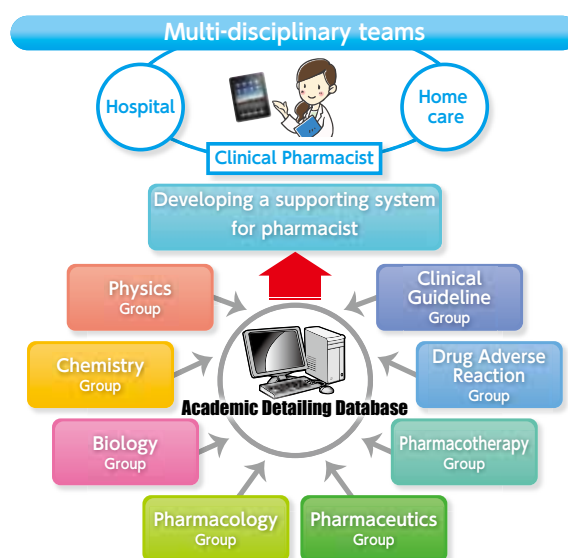 Multi-disciplinary teams
Hospital
Home
care
Clinical Pharmacist
Developing a supporting system
for pharmacist
Physics
Group
Clinical
Guideline
Group
Chemistry
Group
Drug Adverse
Reaction
Group
Academic Detailing Database
Biology
Group
Pharmacotherapy
Group
Pharmacology
Group
Pharmaceutics
Group